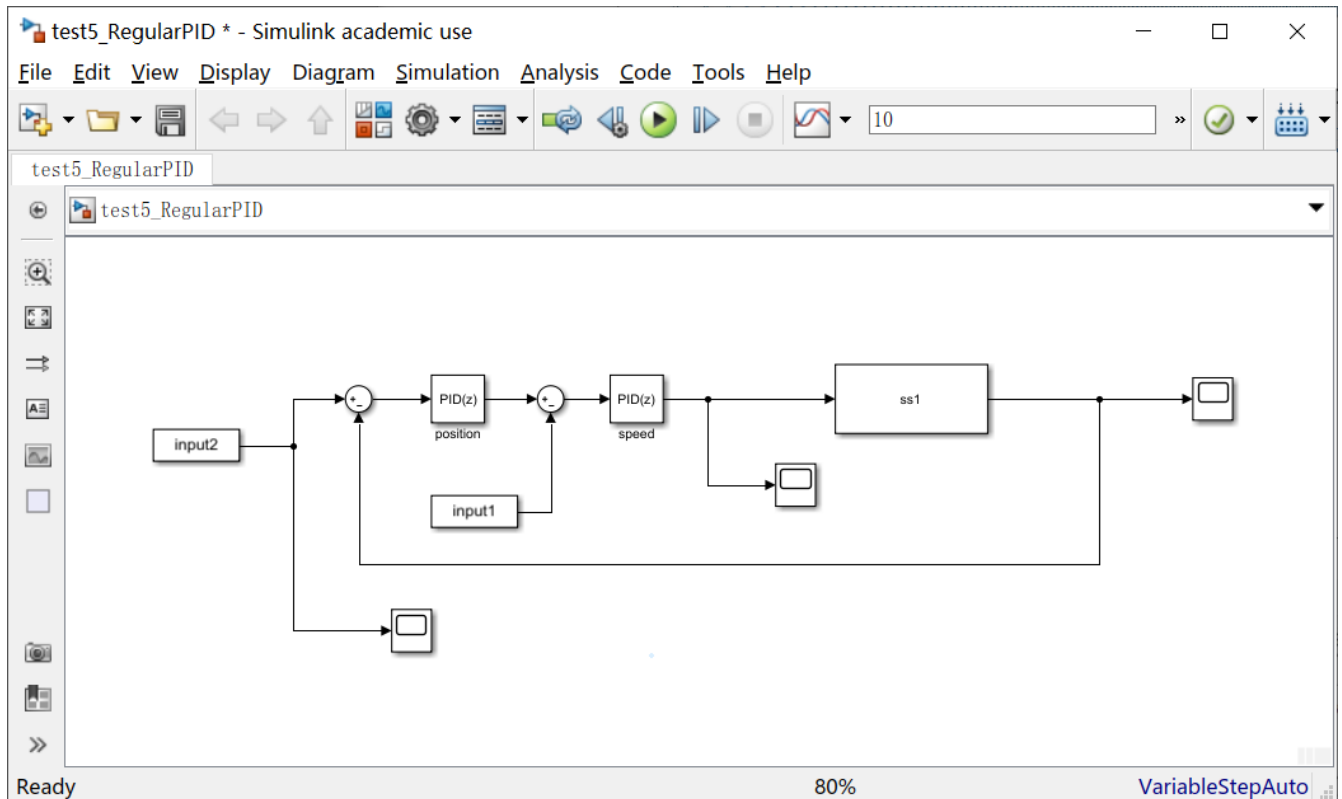 test5_RegularPID * - Simulink academic use
File Edit View Display Diagram Simulation Analysis Code Tools Help
10 »
test5_RegularPID
test5_RegularPID
PID(z) PID(z) ss1
position speed
input2
input1
Ready 80% VariableStepAuto